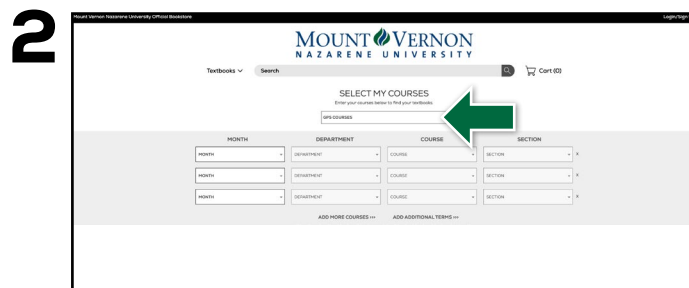 2
Mount Vernon Nazarene University Official Bookstore
Login/Sign
MOUNT VERNON
NAZARENE UNIVERSITY
Textbooks
Search
Cart (0)
SELECT MY COURSES
Enter your courses below to find your textbooks.
GPS COURSES
MONTH DEPARTMENT COURSE SECTION
MONTH DEPARTMENT COURSE SECTION x
MONTH DEPARTMENT COURSE SECTION x
MONTH DEPARTMENT COURSE SECTION x
ADD MORE COURSES >>> ADD ADDITIONAL TERMS >>>